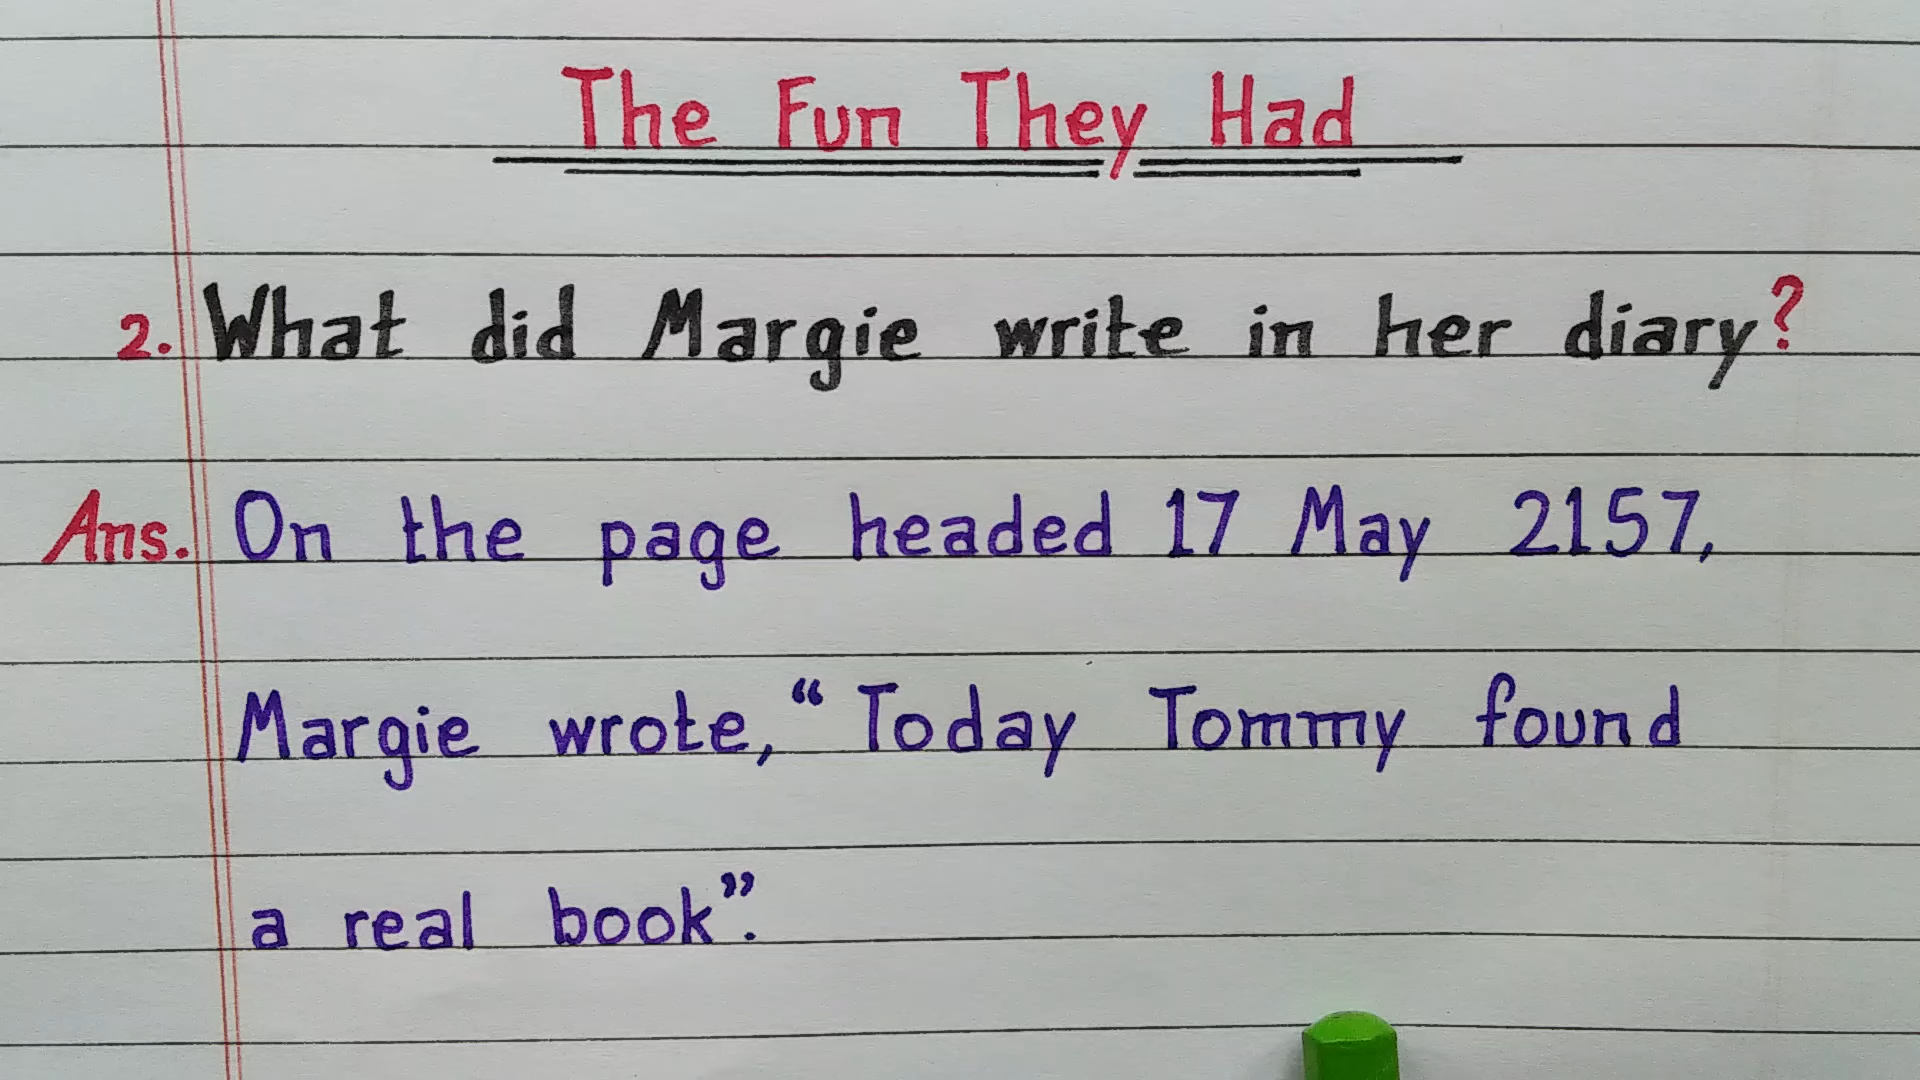 The Fun They Had
2. What did Margie write in her diary?
Ans. On the page headed 17 May 2157,
Margie wrote, “Today Tommy found
a real book”.